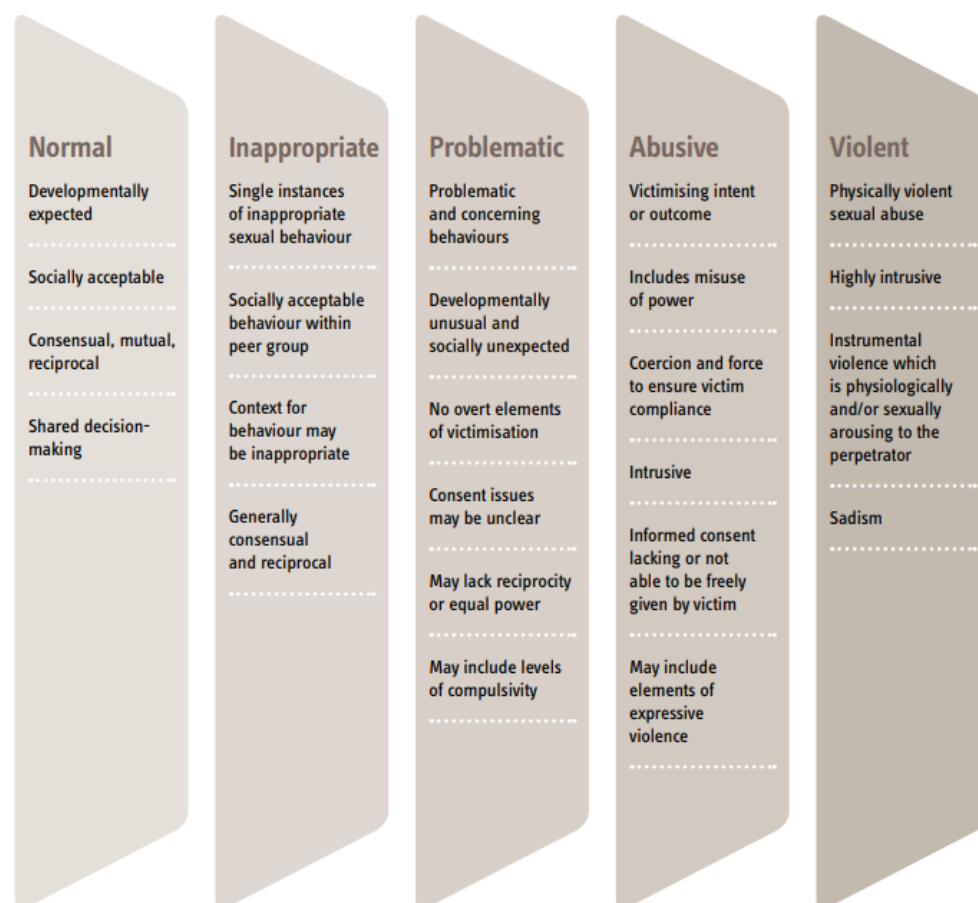 Normal
Developmentally
expected
Socially acceptable
Consensual, mutual,
reciprocal
Shared decision-
making
Inappropriate
Single instances
of inappropriate
sexual behaviour
Socially acceptable
behaviour within
peer group
Context for
behaviour may
be inappropriate
Generally
consensual
and reciprocal
Problematic
Problematic
and concerning
behaviours
Developmentally
unusual and
socially unexpected
No overt elements
of victimisation
Consent issues
may be unclear
May lack reciprocity
or equal power
May include levels
of compulsivity
Abusive
Victimising intent
or outcome
Includes misuse
of power
Coercion and force
to ensure victim
compliance
Intrusive
Informed consent
lacking or not
able to be freely
given by victim
May include
elements of
expressive
violence
Violent
Physically violent
sexual abuse
Highly intrusive
Instrumental
violence which
is physiologically
and/or sexually
arousing to the
perpetrator
Sadism